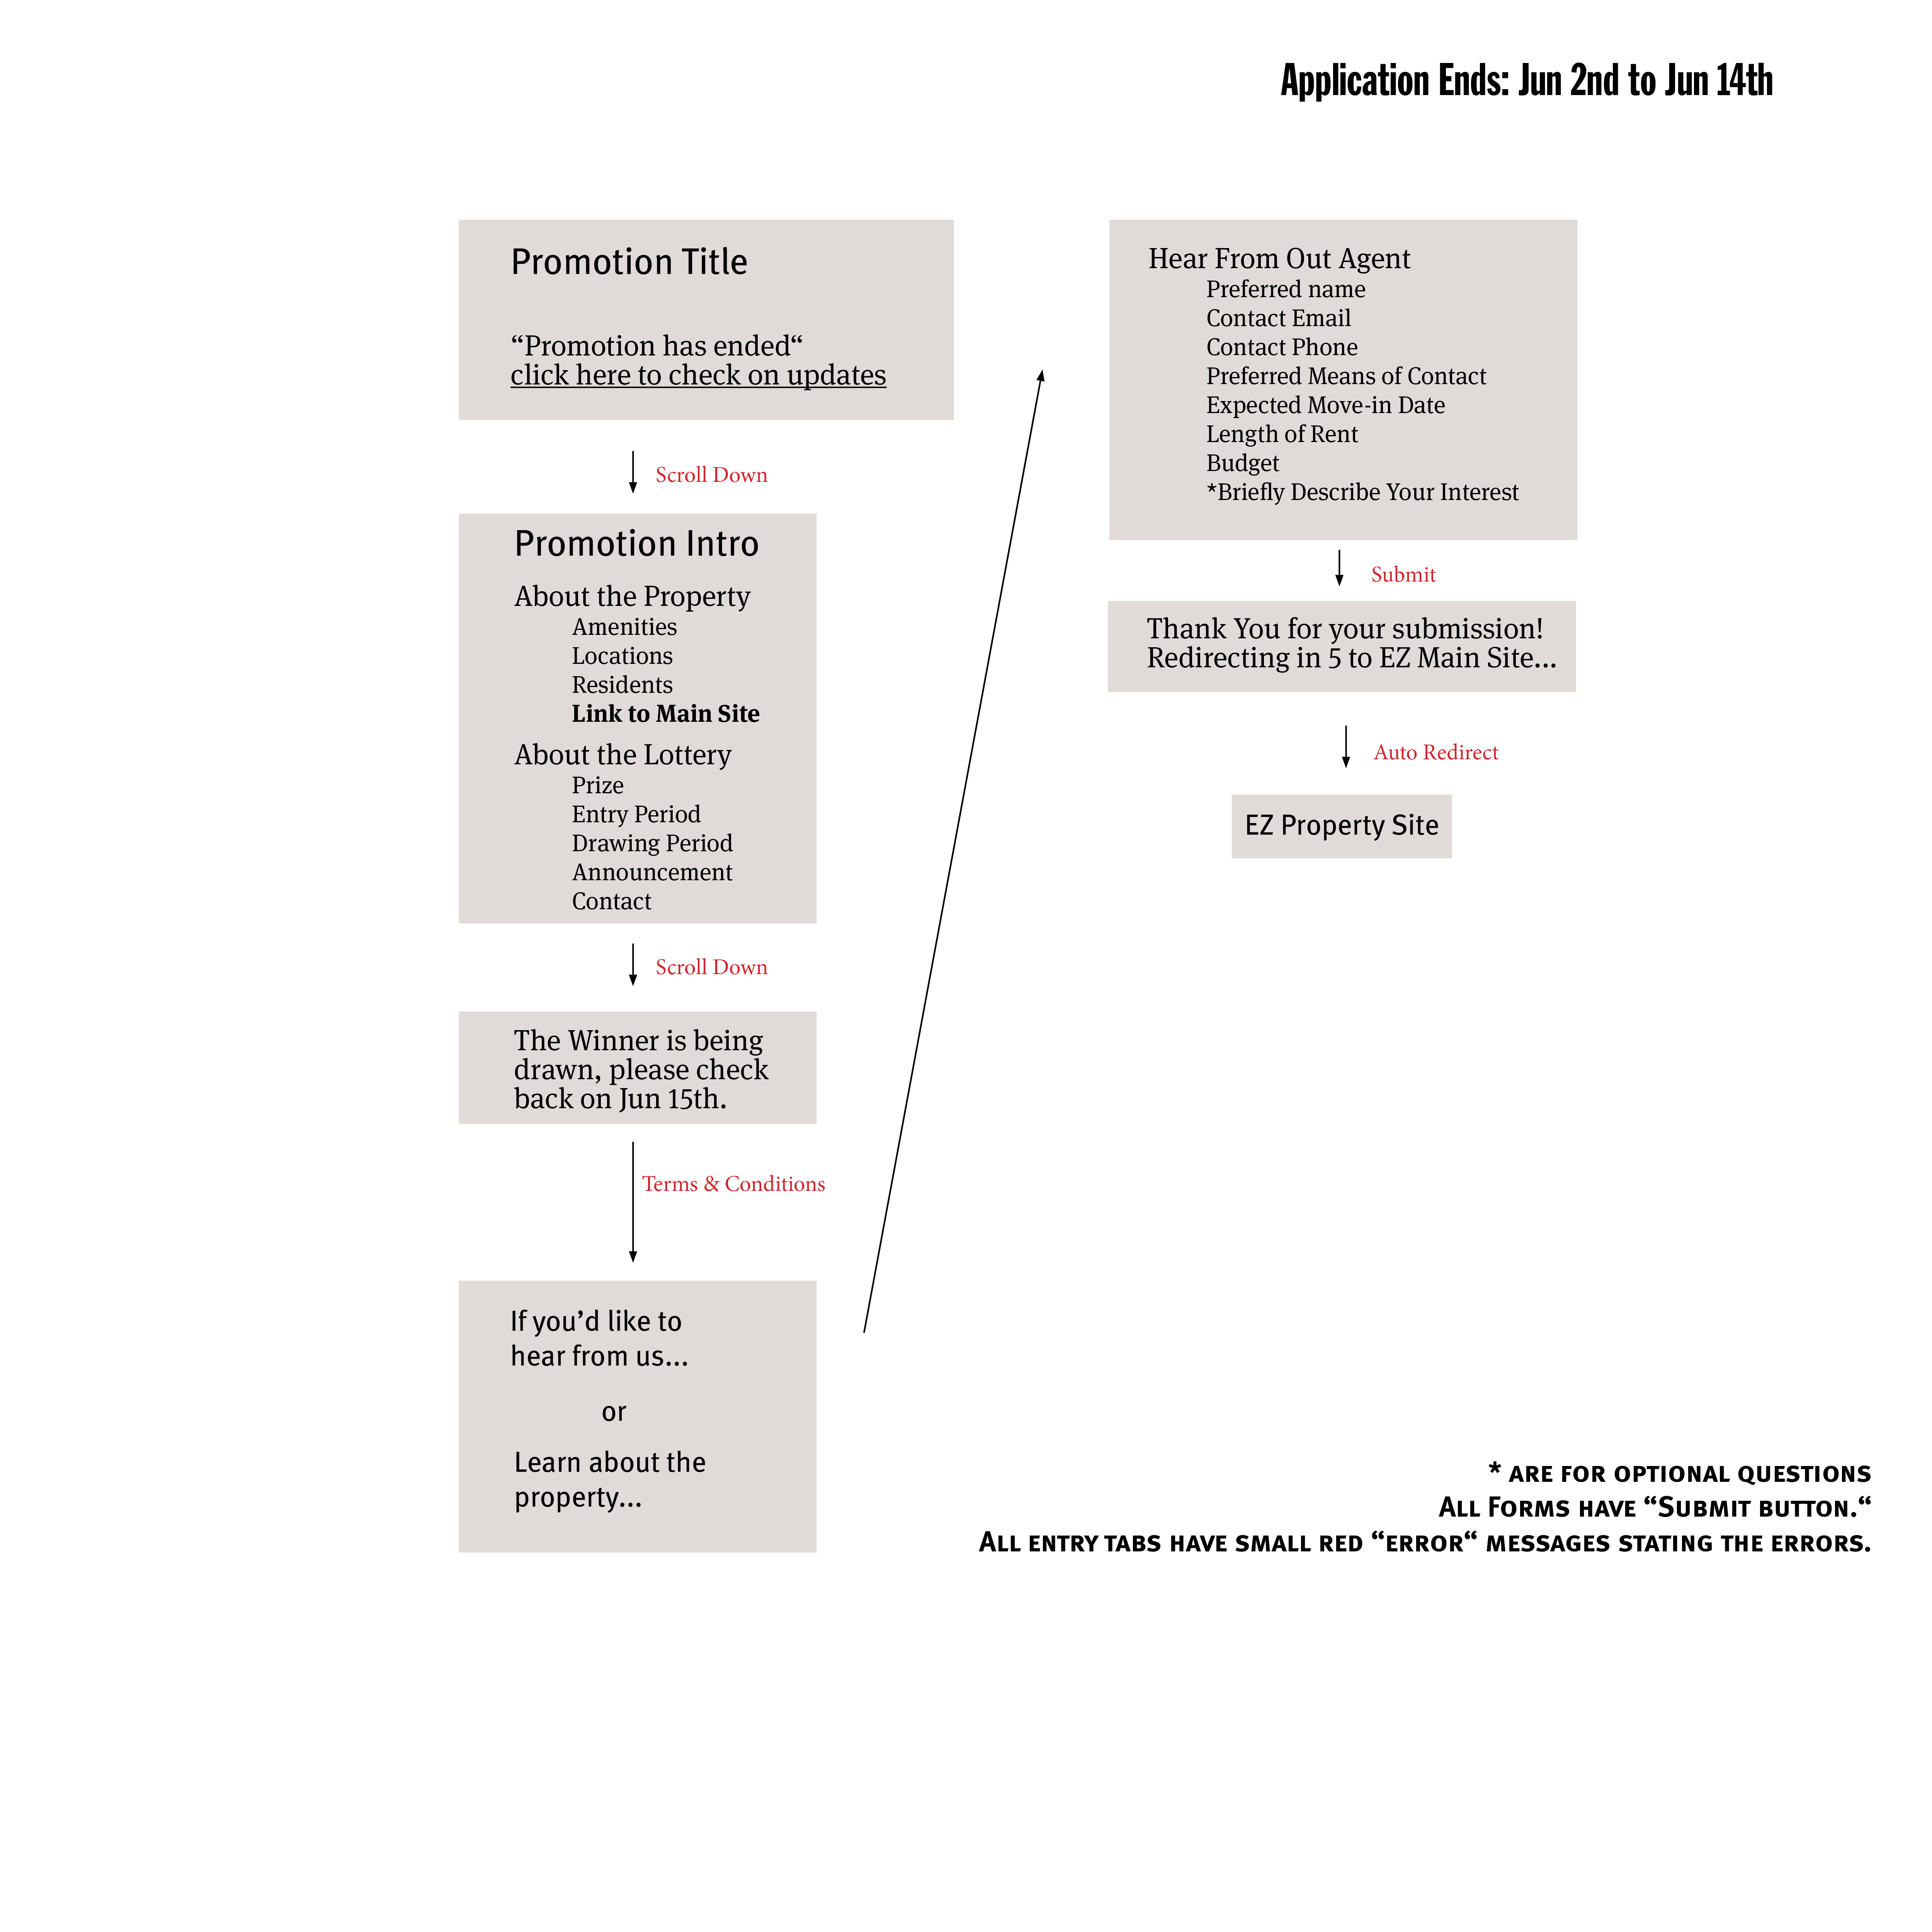 Application Ends: Jun 2nd to Jun 14th
Promotion Title
“Promotion has ended“
click here to check on updates
Scroll Down
Promotion Intro
About the Property
Amenities
Locations
Residents
Link to Main Site
About the Lottery
Prize
Entry Period
Drawing Period
Announcement
Contact
Scroll Down
The Winner is being
drawn, please check
back on Jun 15th.
Terms & Conditions
If you’d like to
hear from us...
or
Learn about the
property...
Hear From Out Agent
Preferred name
Contact Email
Contact Phone
Preferred Means of Contact
Expected Move-in Date
Length of Rent
Budget
*Briefly Describe Your Interest
Submit
Thank You for your submission!
Redirecting in 5 to EZ Main Site...
Auto Redirect
EZ Property Site
* are for optional questions
All Forms have “Submit button.“
All entry tabs have small red “error“ messages stating the errors.